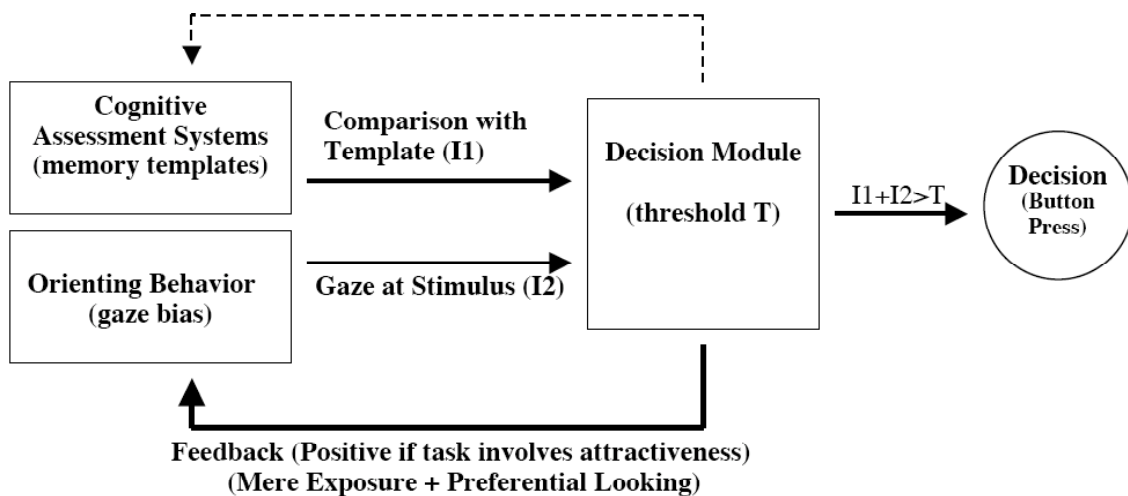 Cognitive
Assessment Systems
(memory templates)
Comparison with
Template (I1)
Decision Module
(threshold T)
I1+I2>T
Decision
(Button
Press)
Orienting Behavior
(gaze bias)
Gaze at Stimulus (I2)
Feedback (Positive if task involves attractiveness)
(Mere Exposure + Preferential Looking)